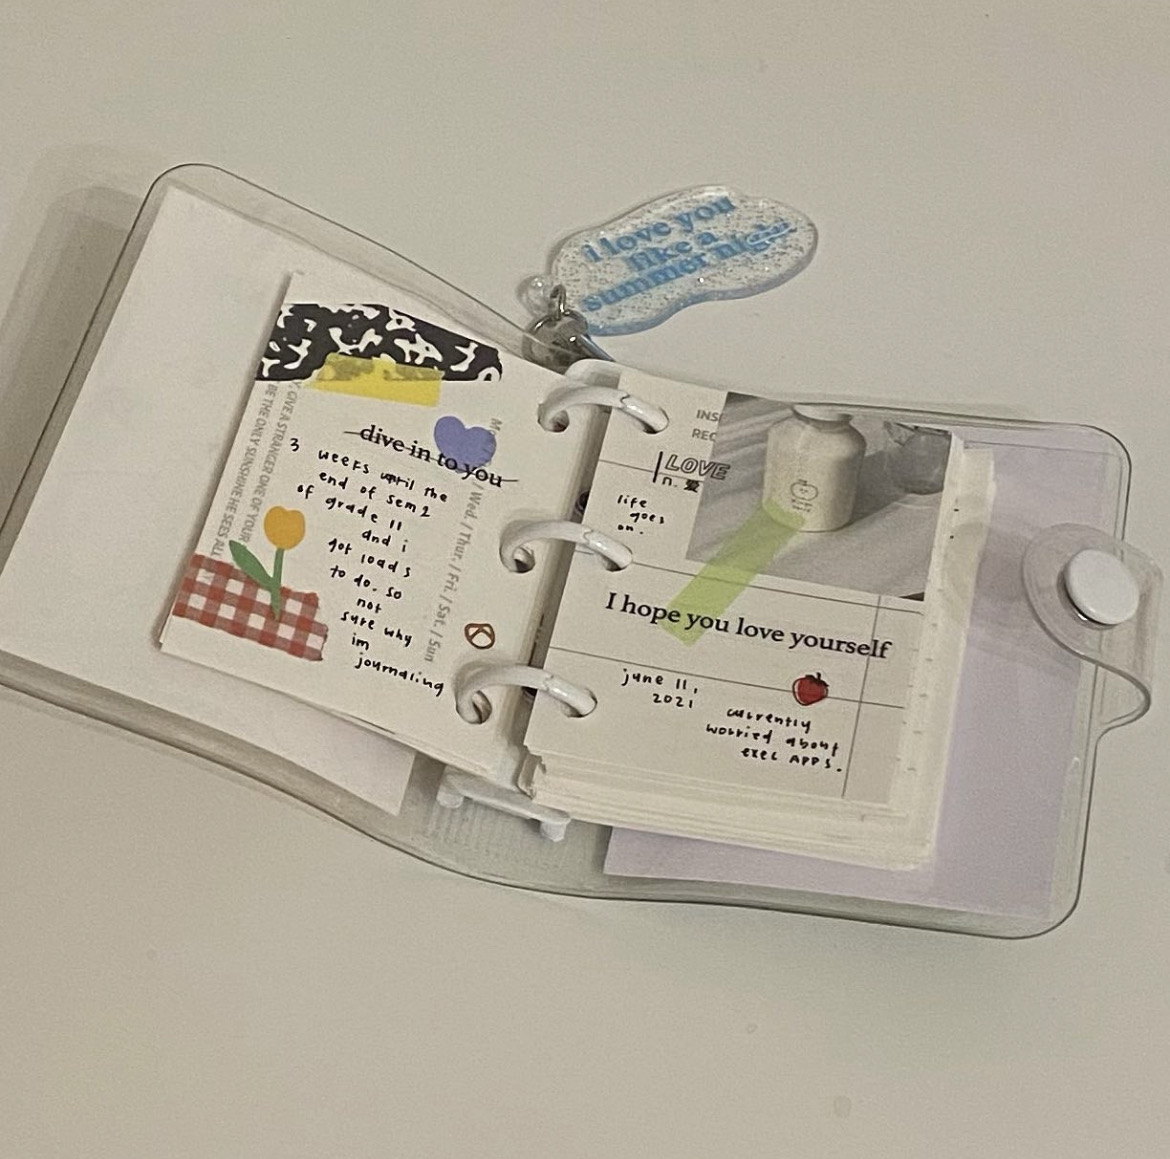 i love you
like a
summer night
GIVE A STRANGER ONE OF YOUR
BE THE ONLY SUNSHINE HE SEES ALL
dive in to you
3 weeks until the
end of sem 2
of grade 11
and i
got loads
to do. so
not
sure why
im
journaling
Wed / Thur. / Fri. / Sat. / Sun
LOVE
n. 愛
life
goes
on.
I hope you love yourself
june 11,
2021
currently
worried about
exec apps.